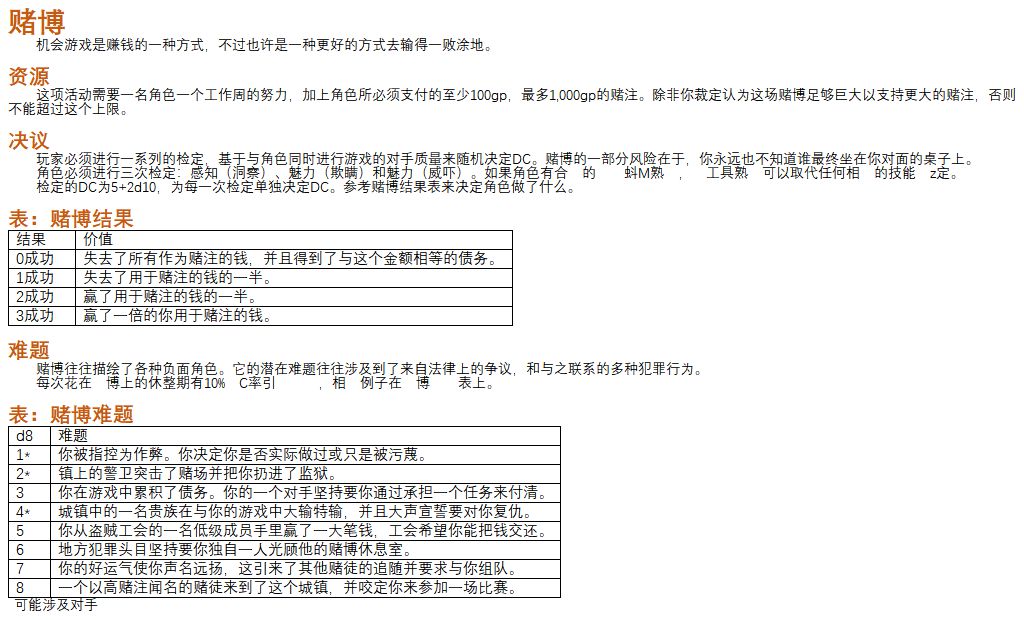 赌博
机会游戏是赚钱的一种方式，不过也许是一种更好的方式去输得一败涂地。
资源
这项活动需要一名角色一个工作周的努力，加上角色所必须支付的至少100gp，最多1,000gp的赌注。除非你裁定认为这场赌博足够巨大以支持更大的赌注，否则
不能超过这个上限。
决议
玩家必须进行一系列的检定，基于与角色同时进行游戏的对手质量来随机决定DC。赌博的一部分风险在于，你永远也不知道谁最终坐在你对面的桌子上。
角色必须进行三次检定：感知（洞察）、魅力（欺瞒）和魅力（威吓）。如果角色有合 的 蚪M熟 ， 工具熟 可以取代任何相 的技能 z定。
检定的DC为5+2d10，为每一次检定单独决定DC。参考赌博结果表来决定角色做了什么。
表：赌博结果
结果 价值
0成功 失去了所有作为赌注的钱，并且得到了与这个金额相等的债务。
1成功 失去了用于赌注的钱的一半。
2成功 赢了用于赌注的钱的一半。
3成功 赢了一倍的你用于赌注的钱。
难题
赌博往往描绘了各种负面角色。它的潜在难题往往涉及到了来自法律上的争议，和与之联系的多种犯罪行为。
每次花在 博上的休整期有10% C率引 ，相 例子在 博 表上。
表：赌博难题
d8 难题
1* 你被指控为作弊。你决定你是否实际做过或只是被污蔑。
2* 镇上的警卫突击了赌场并把你扔进了监狱。
3 你在游戏中累积了债务。你的一个对手坚持要你通过承担一个任务来付清。
4* 城镇中的一名贵族在与你的游戏中大输特输，并且大声宣誓要对你复仇。
5 你从盗贼工会的一名低级成员手里赢了一大笔钱，工会希望你能把钱交还。
6 地方犯罪头目坚持要你独自一人光顾他的赌博休息室。
7 你的好运气使你声名远扬，这引来了其他赌徒的追随并要求与你组队。
8 一个以高赌注闻名的赌徒来到了这个城镇，并咬定你来参加一场比赛。
可能涉及对手